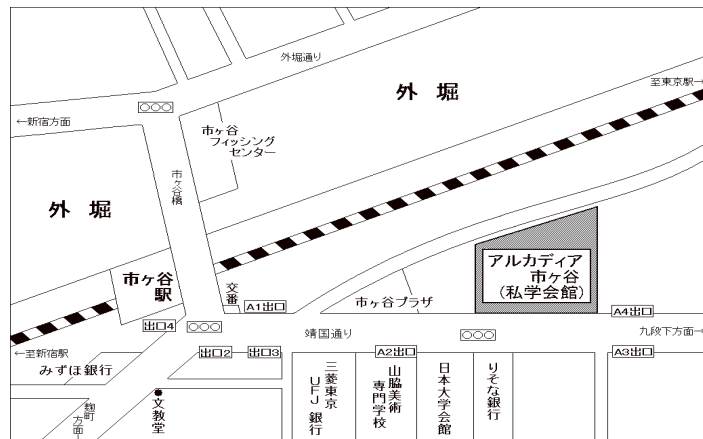 外堀通り
至東京駅→
外 堀
○○○
←新宿方面
市ヶ谷
フィッシング
センター
市ヶ谷橋
外 堀
アルカディア
市ヶ谷
(私学会館)
市ヶ谷
駅
交番
A1出口
市ヶ谷プラザ
A4出口
出口4
○○○
靖国通り
○○○
九段下方面→
←至新宿駅
出口2
出口3
A2出口
A3出口
みずほ銀行
麹町
方面
文教堂
三菱東京
UFJ 銀行
山脇美術
専門学校
日本大学会館
りそな銀行